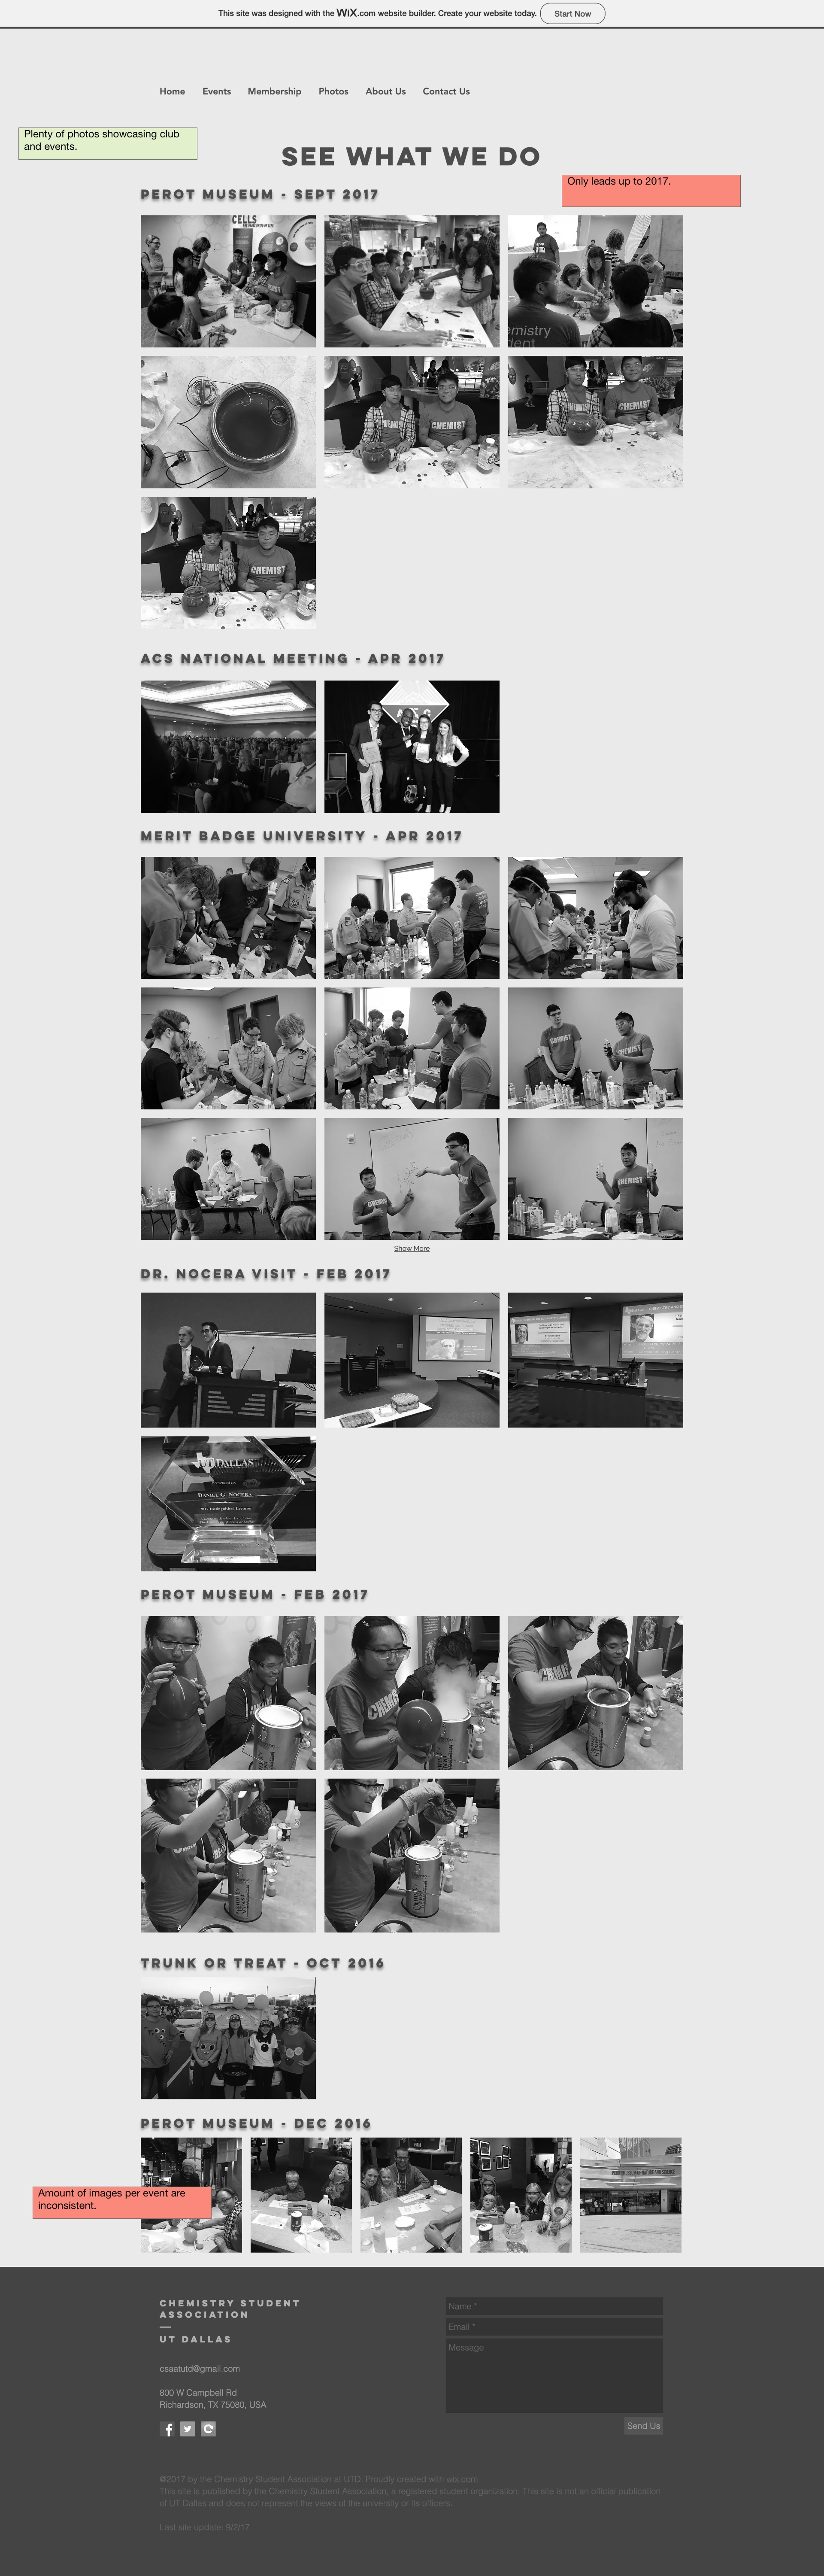 This site was designed with the WiX.com website builder. Create your website today.
Start Now
Home
Events
Membership
Photos
About Us
Contact Us
Plenty of photos showcasing club
and events.
SEE WHAT WE DO
Only leads up to 2017.
PEROT MUSEUM - SEPT 2017
CELLS
emistry
dent
CHEMIST
CHEMIST
CHEMIST
ACS NATIONAL MEETING - APR 2017
MERIT BADGE UNIVERSITY - APR 2017
CHEMIST
CHEMIST
CHEMIST
Show More
DR. NOCERA VISIT - FEB 2017
UT DALLAS
Presented to
DANIEL G. NOCERA
2017 Distinguished Lecturer
PEROT MUSEUM - FEB 2017
TRUNK OR TREAT - OCT 2016
PEROT MUSEUM - DEC 2016
Amount of images per event are
inconsistent.
CHEMISTRY STUDENT
ASSOCIATION
UT DALLAS
csaatutd@gmail.com
800 W Campbell Rd
Richardson, TX 75080, USA
Name *
Email *
Message
Send Us
@2017 by the Chemistry Student Association at UTD. Proudly created with wix.com
This site is published by the Chemistry Student Association, a registered student organization. This site is not an official publication
of UT Dallas and does not represent the views of the university or its officers.
Last site update: 9/2/17